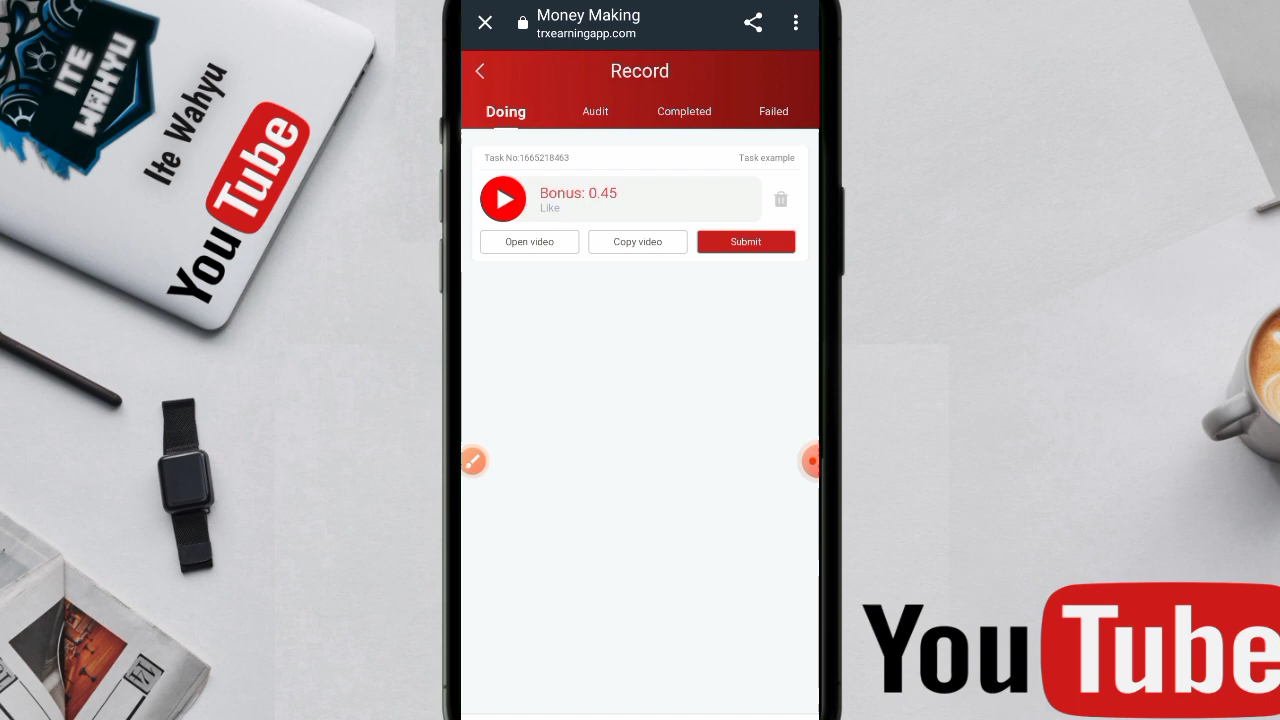 ITE
WAHYU
Ite Wahyu
YouTube
Money Making
trxearningapp.com
Record
Doing
Audit
Completed
Failed
Task No:1665218463
Task example
Bonus: 0.45
Like
Open video
Copy video
Submit
YouTube